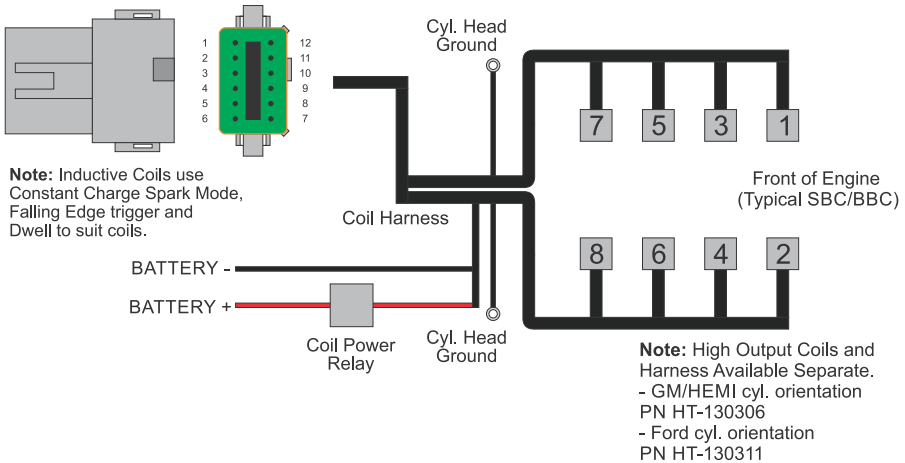 1
2
3
4
5
6
12
11
10
9
8
7
Cyl. Head
Ground
7 5 3 1
Note: Inductive Coils use
Constant Charge Spark Mode,
Falling Edge trigger and
Dwell to suit coils.
Front of Engine
(Typical SBC/BBC)
Coil Harness
8 6 4 2
BATTERY -
BATTERY +
Coil Power
Relay
Cyl. Head
Ground
Note: High Output Coils and
Harness Available Separate.
- GM/HEMI cyl. orientation
PN HT-130306
- Ford cyl. orientation
PN HT-130311